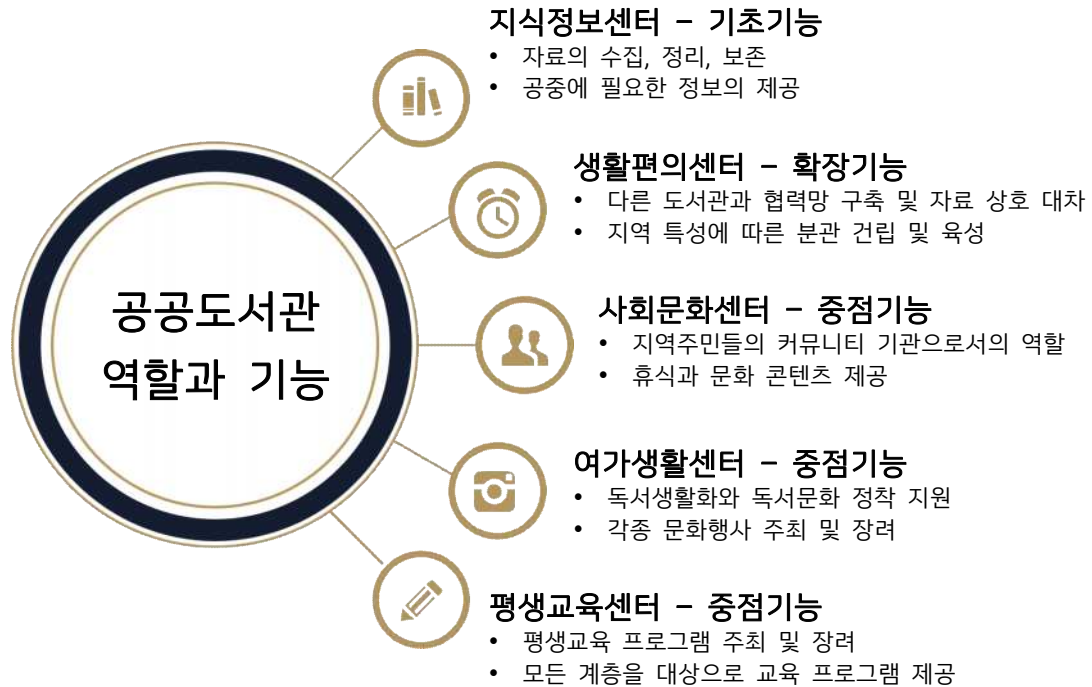 지식정보센터 – 기초기능
• 자료의 수집, 정리, 보존
• 공중에 필요한 정보의 제공
생활편의센터 – 확장기능
• 다른 도서관과 협력망 구축 및 자료 상호 대차
• 지역 특성에 따른 분관 건립 및 육성
공공도서관
역할과 기능
사회문화센터 – 중점기능
• 지역주민들의 커뮤니티 기관으로서의 역할
• 휴식과 문화 콘텐츠 제공
여가생활센터 – 중점기능
• 독서생활화와 독서문화 정착 지원
• 각종 문화행사 주최 및 장려
평생교육센터 – 중점기능
• 평생교육 프로그램 주최 및 장려
• 모든 계층을 대상으로 교육 프로그램 제공